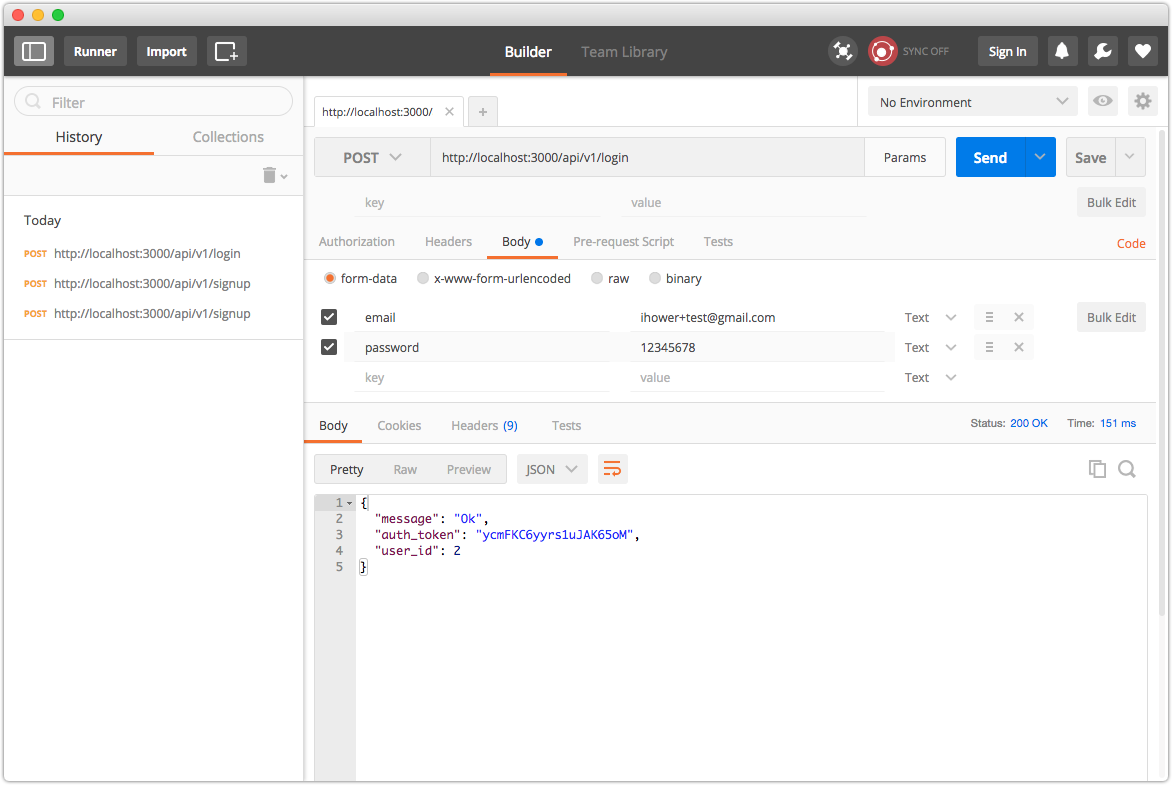 Runner Import Builder Team Library SYNC OFF Sign In
Filter
History Collections
Today
POST http://localhost:3000/api/v1/login
POST http://localhost:3000/api/v1/signup
POST http://localhost:3000/api/v1/signup
http://localhost:3000/
No Environment
POST http://localhost:3000/api/v1/login Params Send Save
key value Bulk Edit
Authorization Headers Body Pre-request Script Tests Code
form-data x-www-form-urlencoded raw binary
email ihower+test@gmail.com Text Bulk Edit
password 12345678 Text
key value Text
Body Cookies Headers (9) Tests Status: 200 OK Time: 151 ms
Pretty Raw Preview JSON
1 {
2 "message": "Ok",
3 "auth_token": "ycmFKC6yyrs1uJAK65oM",
4 "user_id": 2
5 }